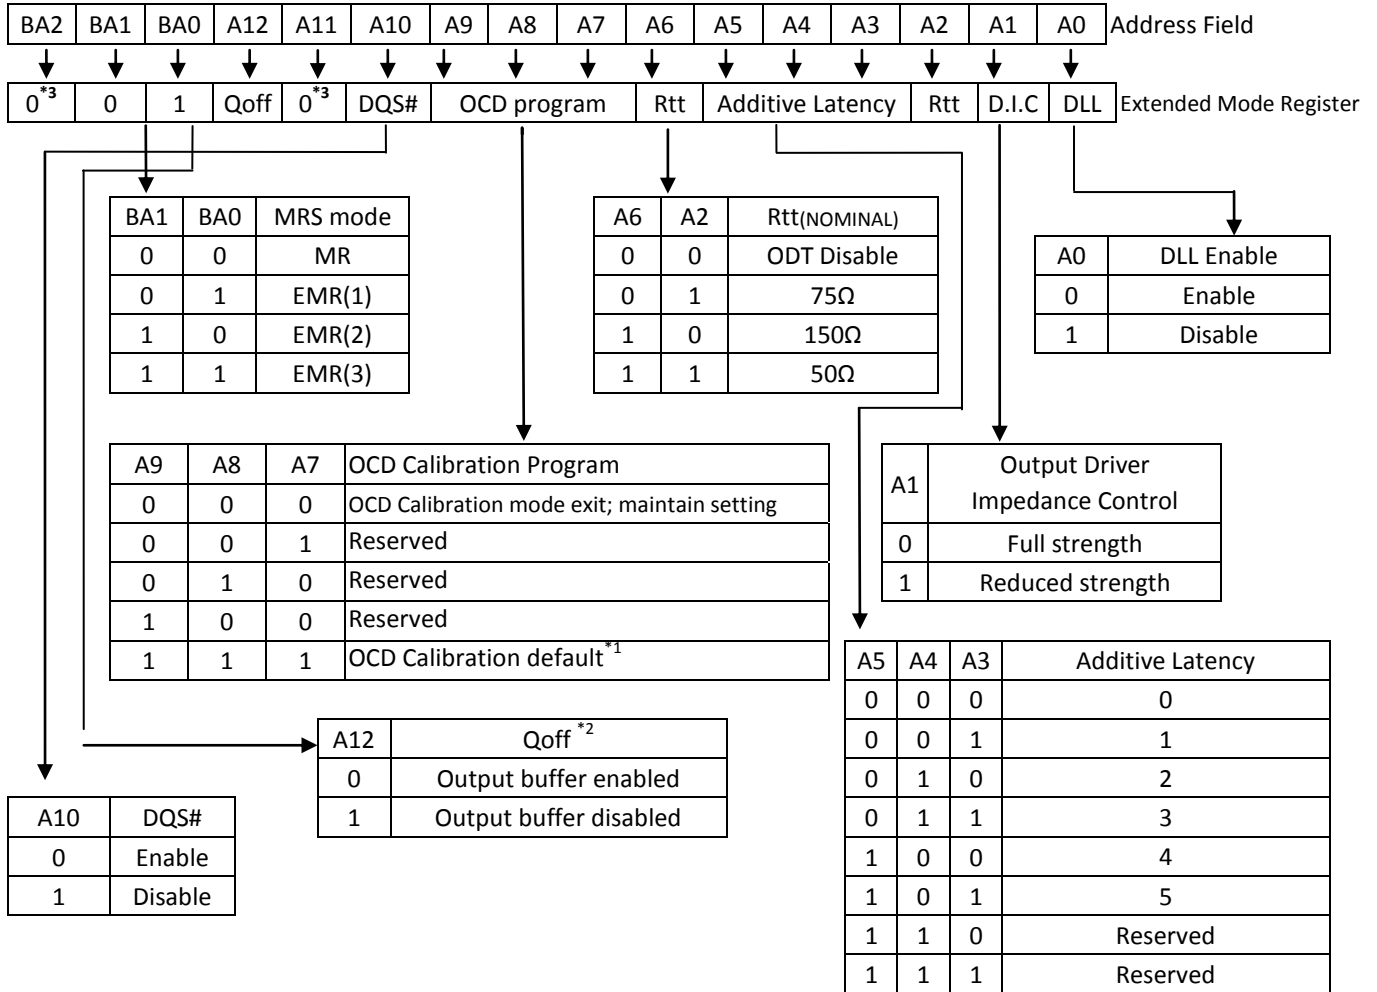 BA2 BA1 BA0 A12 A11 A10 A9 A8 A7 A6 A5 A4 A3 A2 A1 A0 Address Field
0*3 0 1 Qoff 0*3 DQS# OCD program Rtt Additive Latency Rtt D.I.C DLL Extended Mode Register
BA1 BA0 MRS mode
0 0 MR
0 1 EMR(1)
1 0 EMR(2)
1 1 EMR(3)
A6 A2 Rtt(NOMINAL)
0 0 ODT Disable
0 1 75Ω
1 0 150Ω
1 1 50Ω
A0 DLL Enable
0 Enable
1 Disable
A9 A8 A7 OCD Calibration Program
0 0 0 OCD Calibration mode exit; maintain setting
0 0 1 Reserved
0 1 0 Reserved
1 0 0 Reserved
1 1 1 OCD Calibration default*1
A1 Output Driver
Impedance Control
0 Full strength
1 Reduced strength
A12 Qoff *2
0 Output buffer enabled
1 Output buffer disabled
A10 DQS#
0 Enable
1 Disable
A5 A4 A3 Additive Latency
0 0 0 0
0 0 1 1
0 1 0 2
0 1 1 3
1 0 0 4
1 0 1 5
1 1 0 Reserved
1 1 1 Reserved